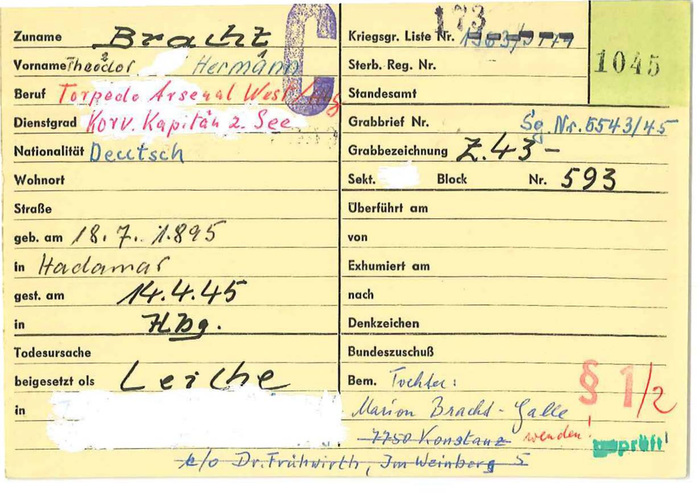 Zuname Bracht,
Vorname Theodor Hermann
Beruf Torpedo Arsenal West
Dienstgrad Korv. Kapitän z. See
Nationalität Deutsch
Wohnort
Straße
geb. am 18.7.1895
in Hadamar
gest. am 14.4.45
in Hbg.
Todesursache
beigesetzt als Leiche
in
173
Kriegsgr. Liste Nr.
Sterb. Reg. Nr.
Standesamt
1045
Grabbrief Nr. Sg Nr. 5543/45
Grabbezeichnung Z.43-
Sekt. Block Nr. 593
Überführt am
von
Exhumiert am
nach
Denkzeichen
Bundeszuschuß
Bem. Tochter:
§ 1/2
Marion Bracht-Galle
7750 Konstanz wenden!
geprüft
c/o Dr. Frühwirth, Im Weinberg 5